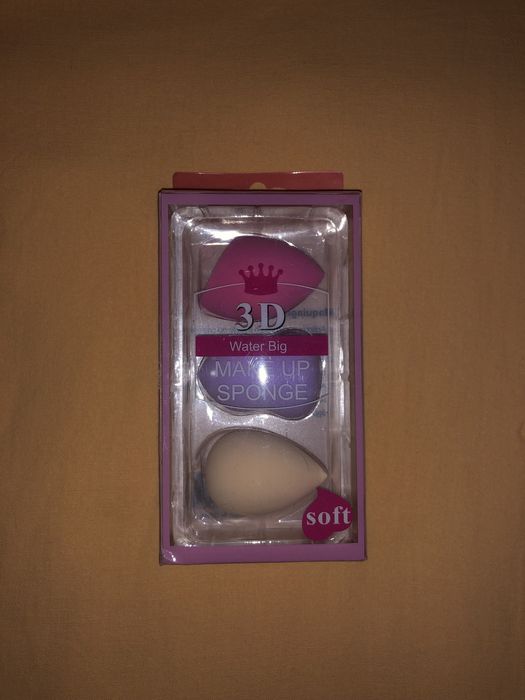 3D
Water Big
MAKE UP
SPONGE
soft